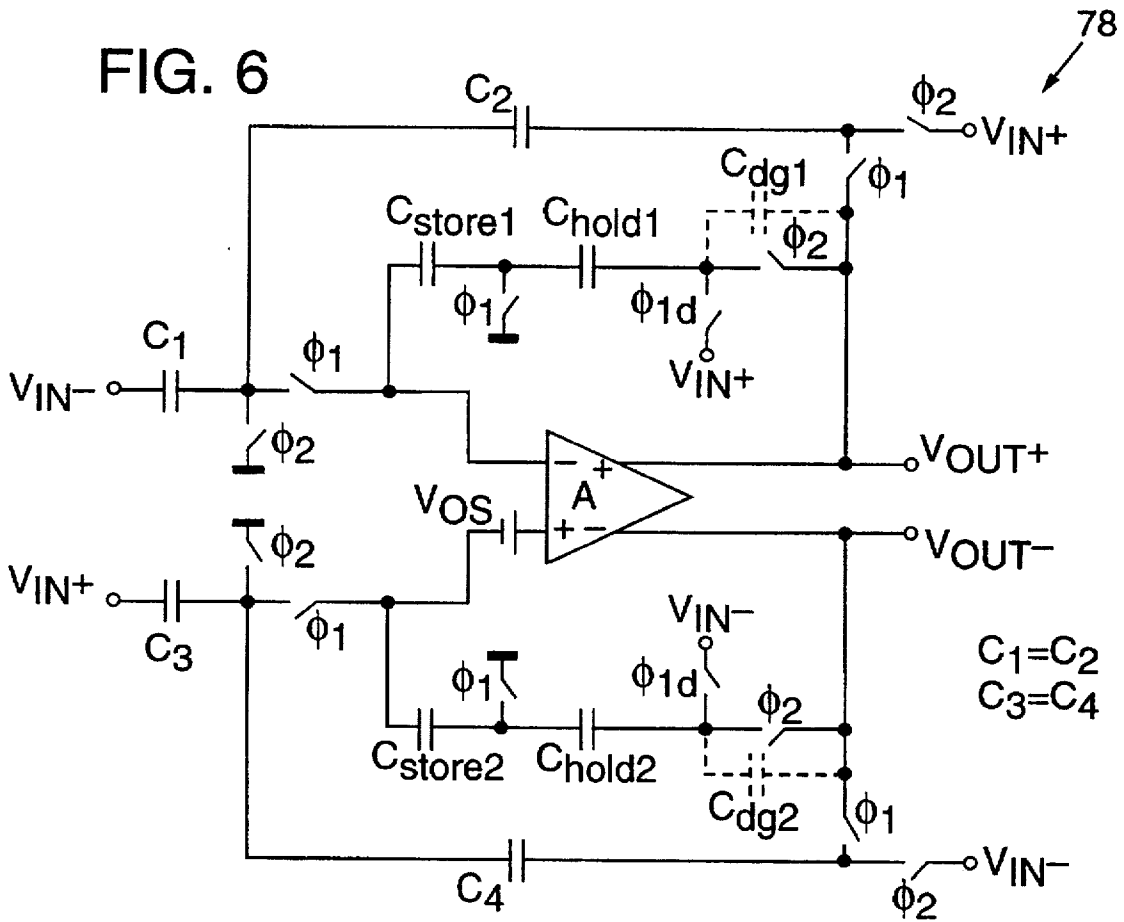 78
FIG. 6
C2
ϕ2
VIN+
Cdg1
ϕ1
Cstore1
Chold1
ϕ2
ϕ1
ϕ1d
C1
ϕ1
VIN+
VIN−
ϕ2
VOUT+
− +
A
VOS
+ −
ϕ2
VOUT−
VIN+
VIN−
C3
ϕ1
C1=C2
ϕ1
ϕ1d
ϕ2
C3=C4
Cstore2
Chold2
Cdg2
ϕ1
VIN−
C4
ϕ2